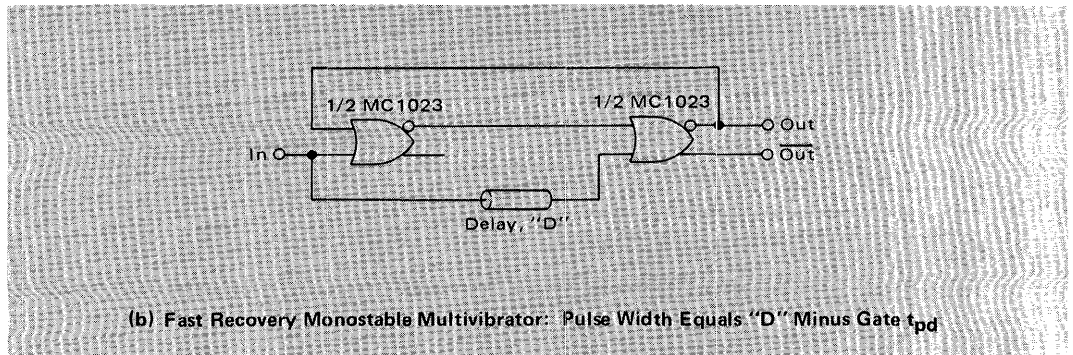 1/2 MC1023
1/2 MC1023
Out
In
Out
Delay, "D"
(b) Fast Recovery Monostable Multivibrator: Pulse Width Equals "D" Minus Gate tpd